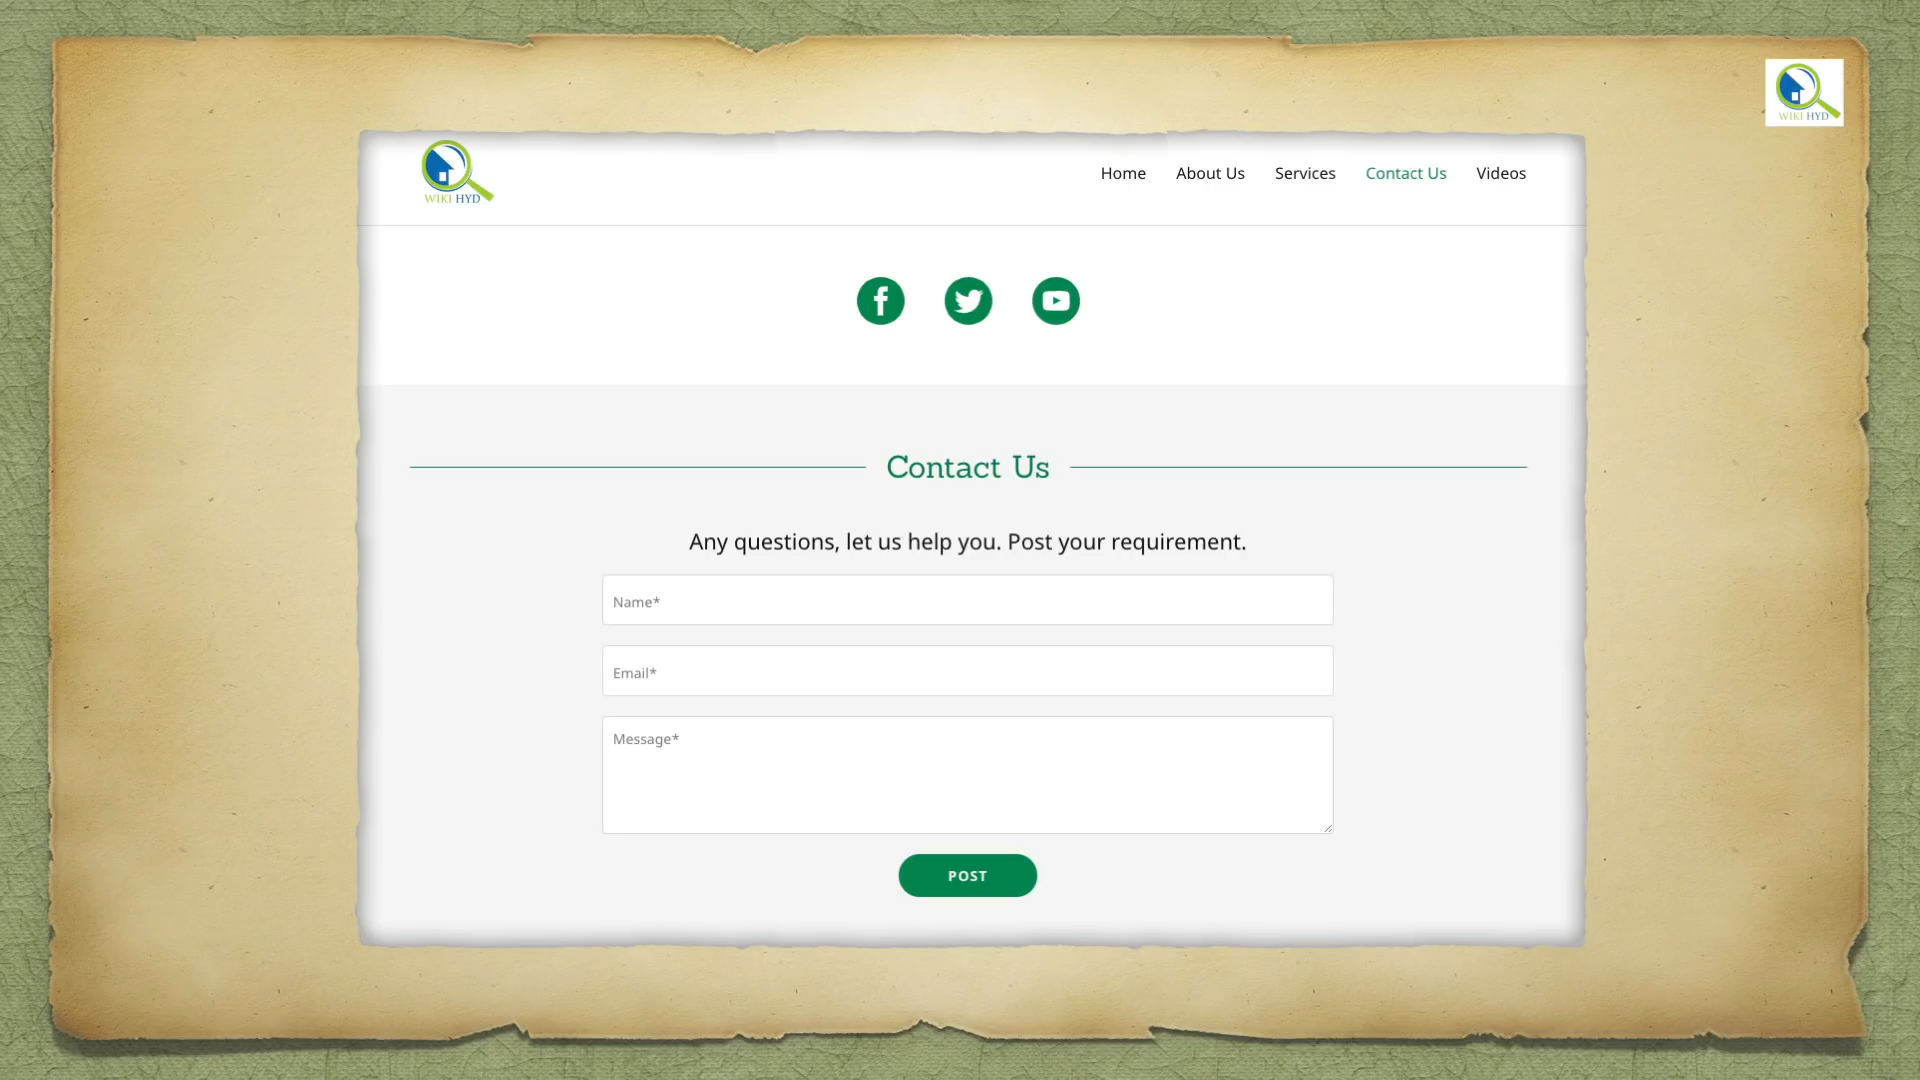 WIKI HYD
WIKI HYD
Home About Us Services Contact Us Videos
Contact Us
Any questions, let us help you. Post your requirement.
Name*
Email*
Message*
POST